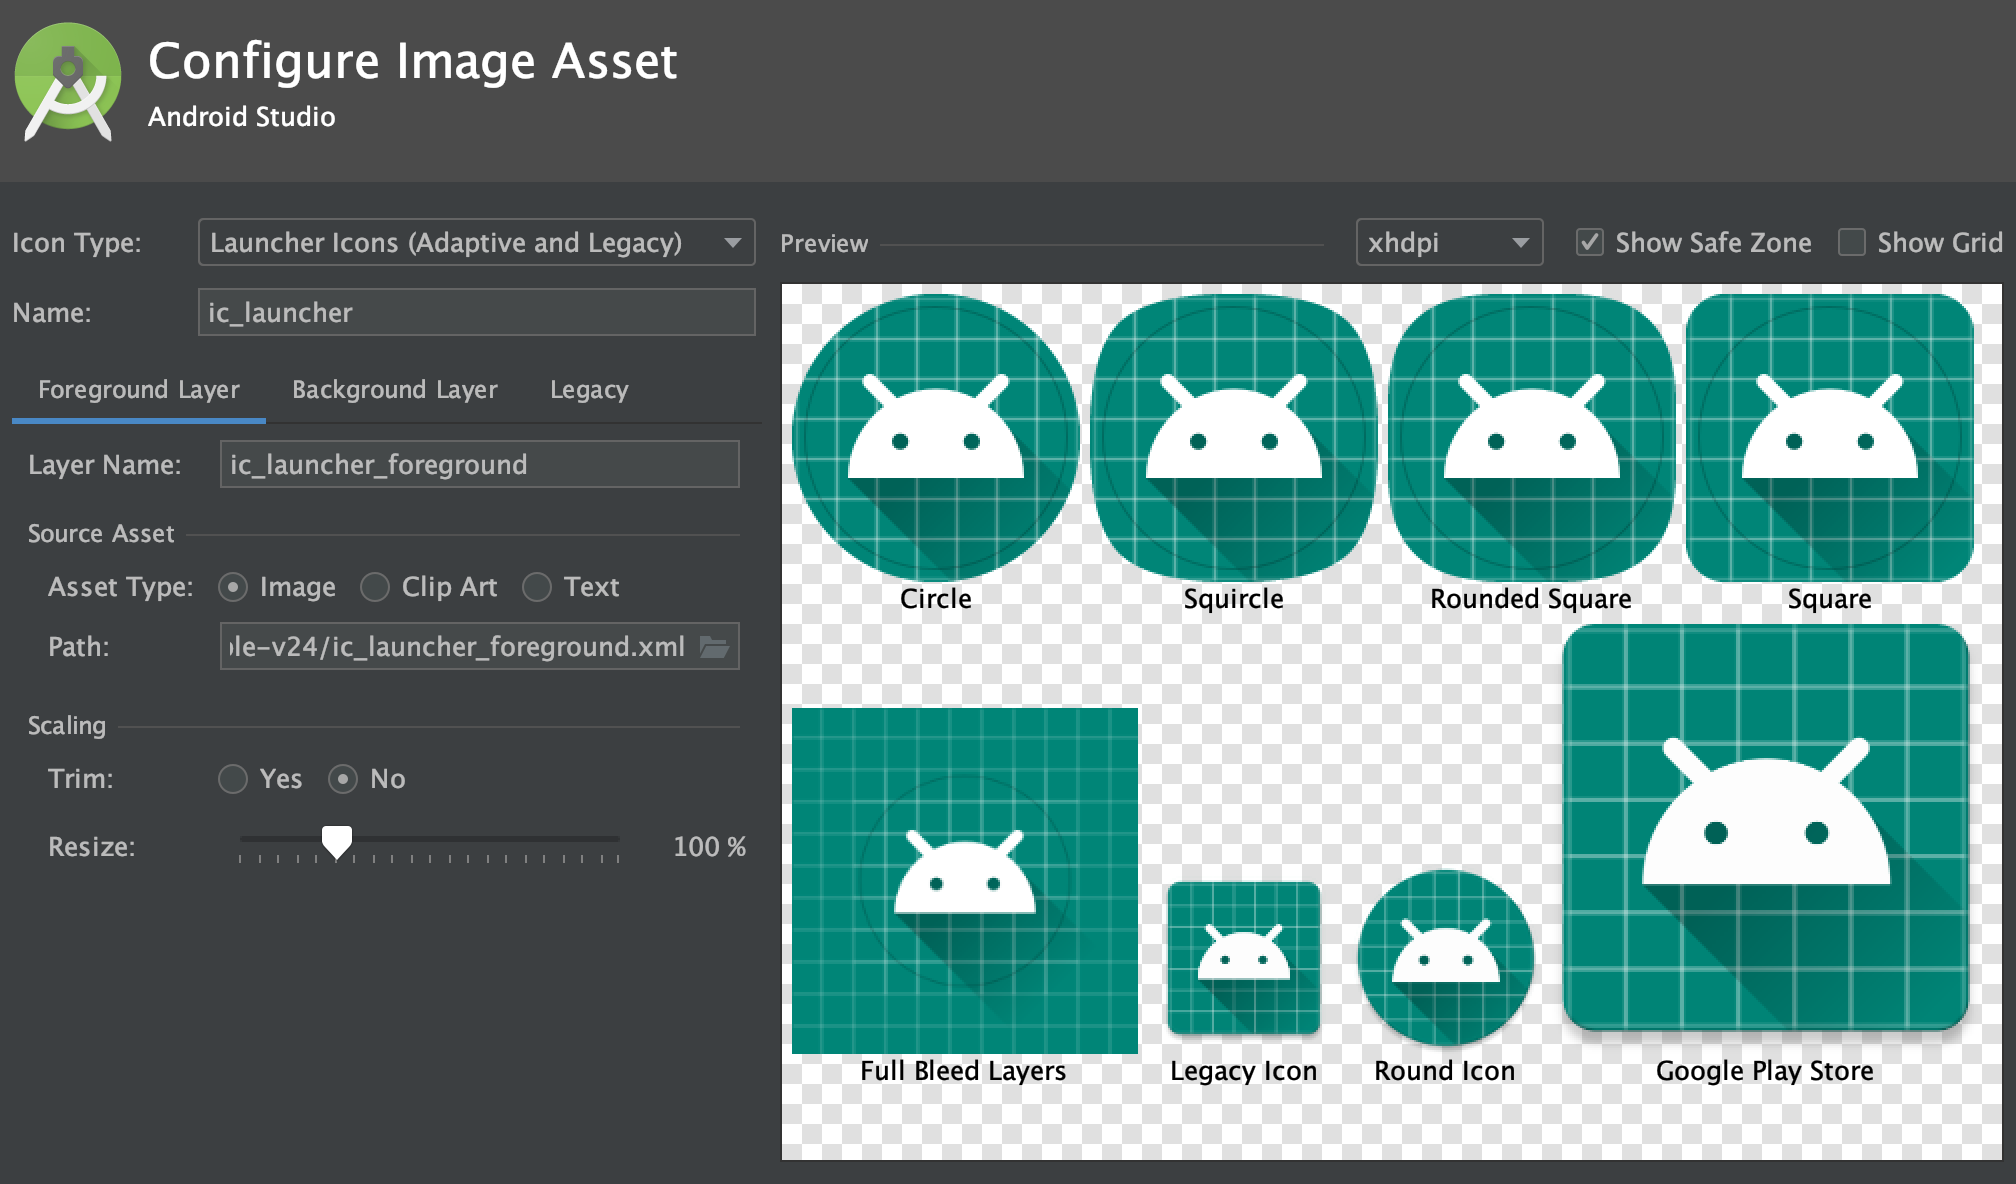 Configure Image Asset
Android Studio
Icon Type: Launcher Icons (Adaptive and Legacy)
Name: ic_launcher
Foreground Layer Background Layer Legacy
Layer Name: ic_launcher_foreground
Source Asset
Asset Type: Image Clip Art Text
Path: ble-v24/ic_launcher_foreground.xml
Scaling
Trim: Yes No
Resize: 100 %
Preview xhdpi Show Safe Zone Show Grid
Circle Squircle Rounded Square Square
Full Bleed Layers Legacy Icon Round Icon Google Play Store